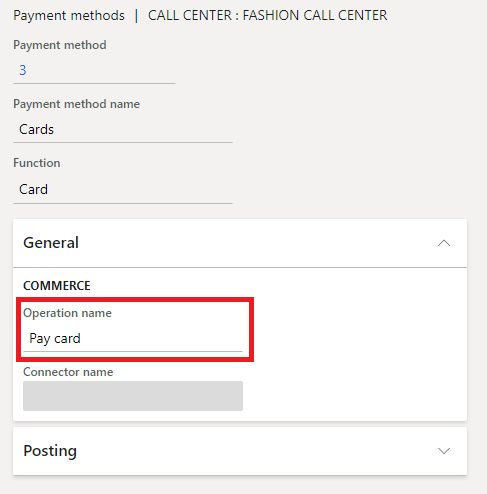 Payment methods | CALL CENTER : FASHION CALL CENTER
Payment method
3
Payment method name
Cards
Function
Card
General
COMMERCE
Operation name
Pay card
Connector name
Posting